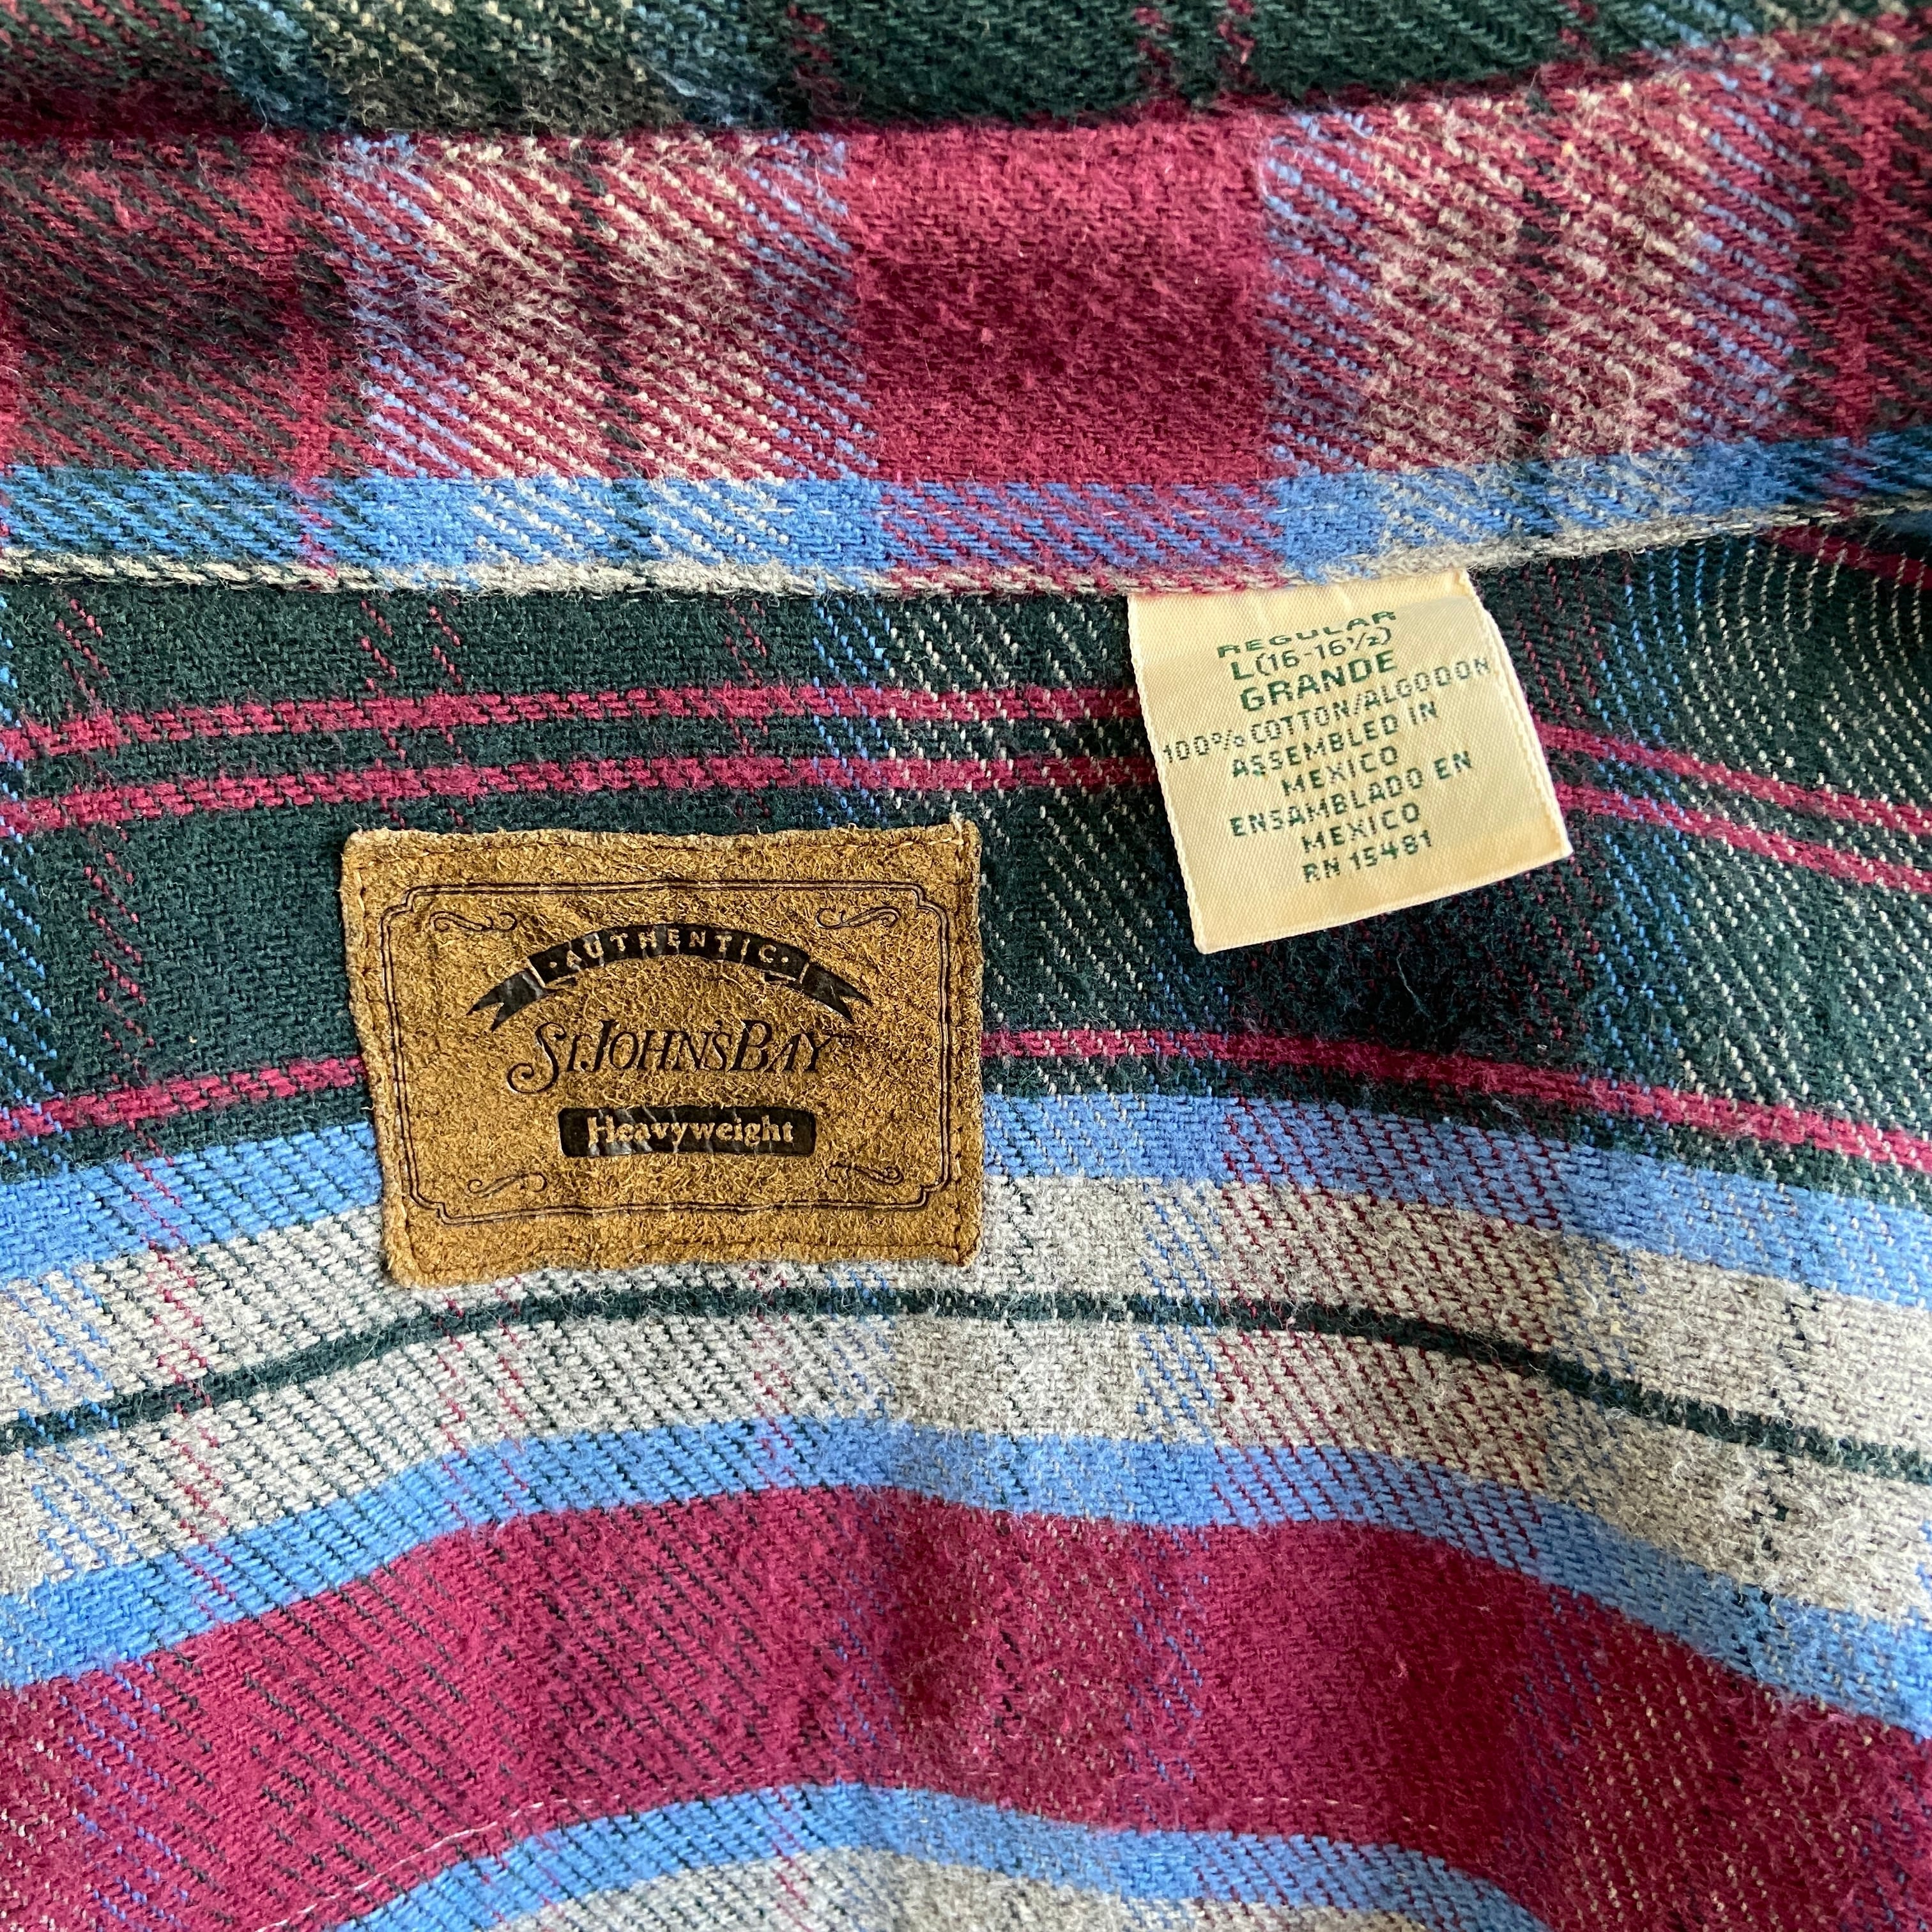 REGULAR
L(16-16½)
GRANDE
100% COTTON/ALGODON
ASSEMBLED IN
MEXICO
ENSAMBLADO EN
MEXICO
RN 15481
·AUTHENTIC·
ST.JOHN'SBAY
Heavyweight